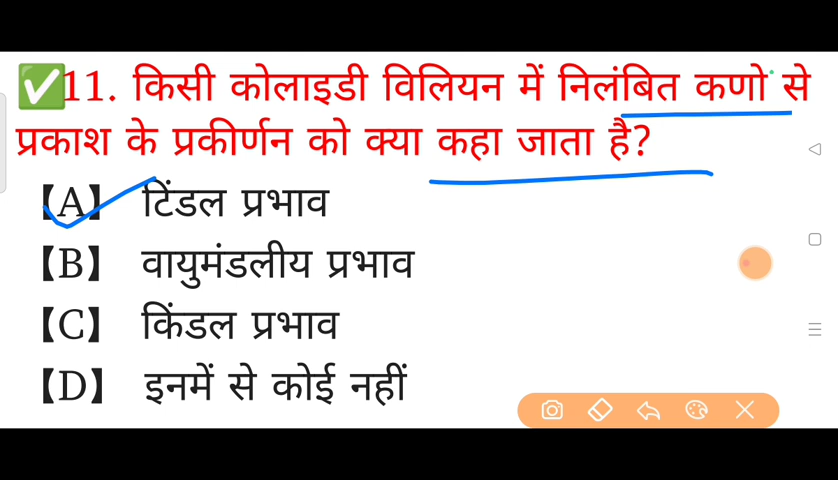 ✅11. किसी कोलाइडी विलियन में निलंबित कणो से
प्रकाश के प्रकीर्णन को क्या कहा जाता है?
【A】 टिंडल प्रभाव
【B】 वायुमंडलीय प्रभाव
【C】 किंडल प्रभाव
【D】 इनमें से कोई नहीं